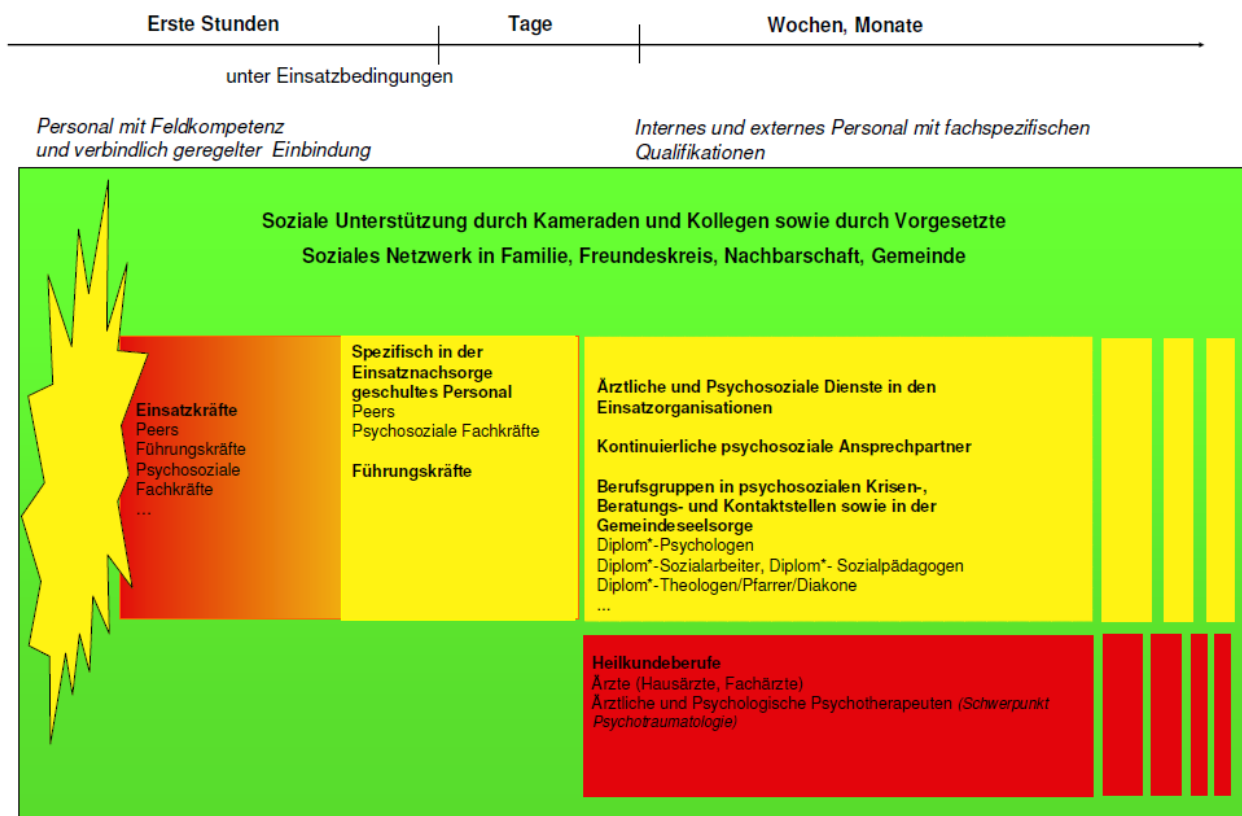 Erste Stunden
Tage
Wochen, Monate
unter Einsatzbedingungen
Personal mit Feldkompetenz
und verbindlich geregelter Einbindung
Internes und externes Personal mit fachspezifischen
Qualifikationen
Soziale Unterstützung durch Kameraden und Kollegen sowie durch Vorgesetzte
Soziales Netzwerk in Familie, Freundeskreis, Nachbarschaft, Gemeinde
Einsatzkräfte
Peers
Führungskräfte
Psychosoziale
Fachkräfte
...
Spezifisch in der
Einsatznachsorge
geschultes Personal
Peers
Psychosoziale Fachkräfte
Führungskräfte
Ärztliche und Psychosoziale Dienste in den
Einsatzorganisationen
Kontinuierliche psychosoziale Ansprechpartner
Berufsgruppen in psychosozialen Krisen-,
Beratungs- und Kontaktstellen sowie in der
Gemeindeseelsorge
Diplom*-Psychologen
Diplom*-Sozialarbeiter, Diplom*- Sozialpädagogen
Diplom*-Theologen/Pfarrer/Diakone
...
Heilkundeberufe
Ärzte (Hausärzte, Fachärzte)
Ärztliche und Psychologische Psychotherapeuten (Schwerpunkt
Psychotraumatologie)